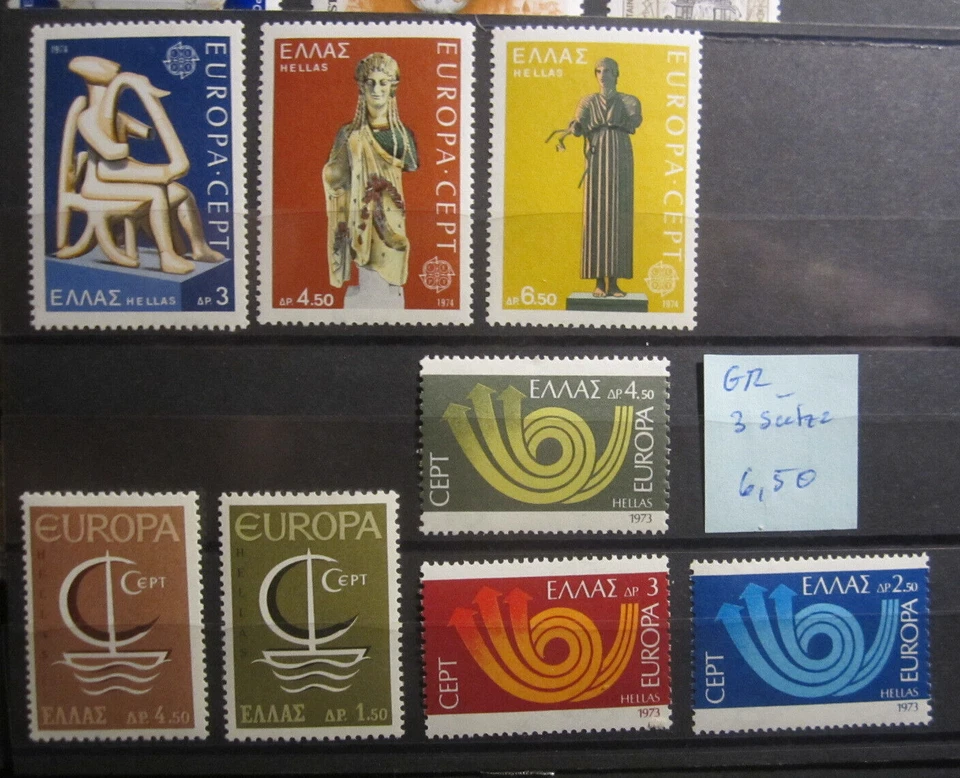 1974
EUROPA·CEPT
ΕΛΛΑΣ HELLAS ΔΡ. 3
ΕΛΛΑΣ
HELLAS
EUROPA·CEPT
ΔΡ. 4.50
1974
ΕΛΛΑΣ
HELLAS
EUROPA·CEPT
ΔΡ. 6.50
1974
ΕΛΛΑΣ ΔΡ. 4.50
CEPT
EUROPA
HELLAS
1973
GR
3 Sätze
6,50
EUROPA
HELLAS
CEPT
ΕΛΛΑΣ ΔΡ. 4.50
EUROPA
HELLAS
CEPT
ΕΛΛΑΣ ΔΡ. 1.50
ΕΛΛΑΣ ΔΡ 3
CEPT
EUROPA
HELLAS
1973
ΕΛΛΑΣ ΔΡ. 2.50
CEPT
EUROPA
HELLAS
1973